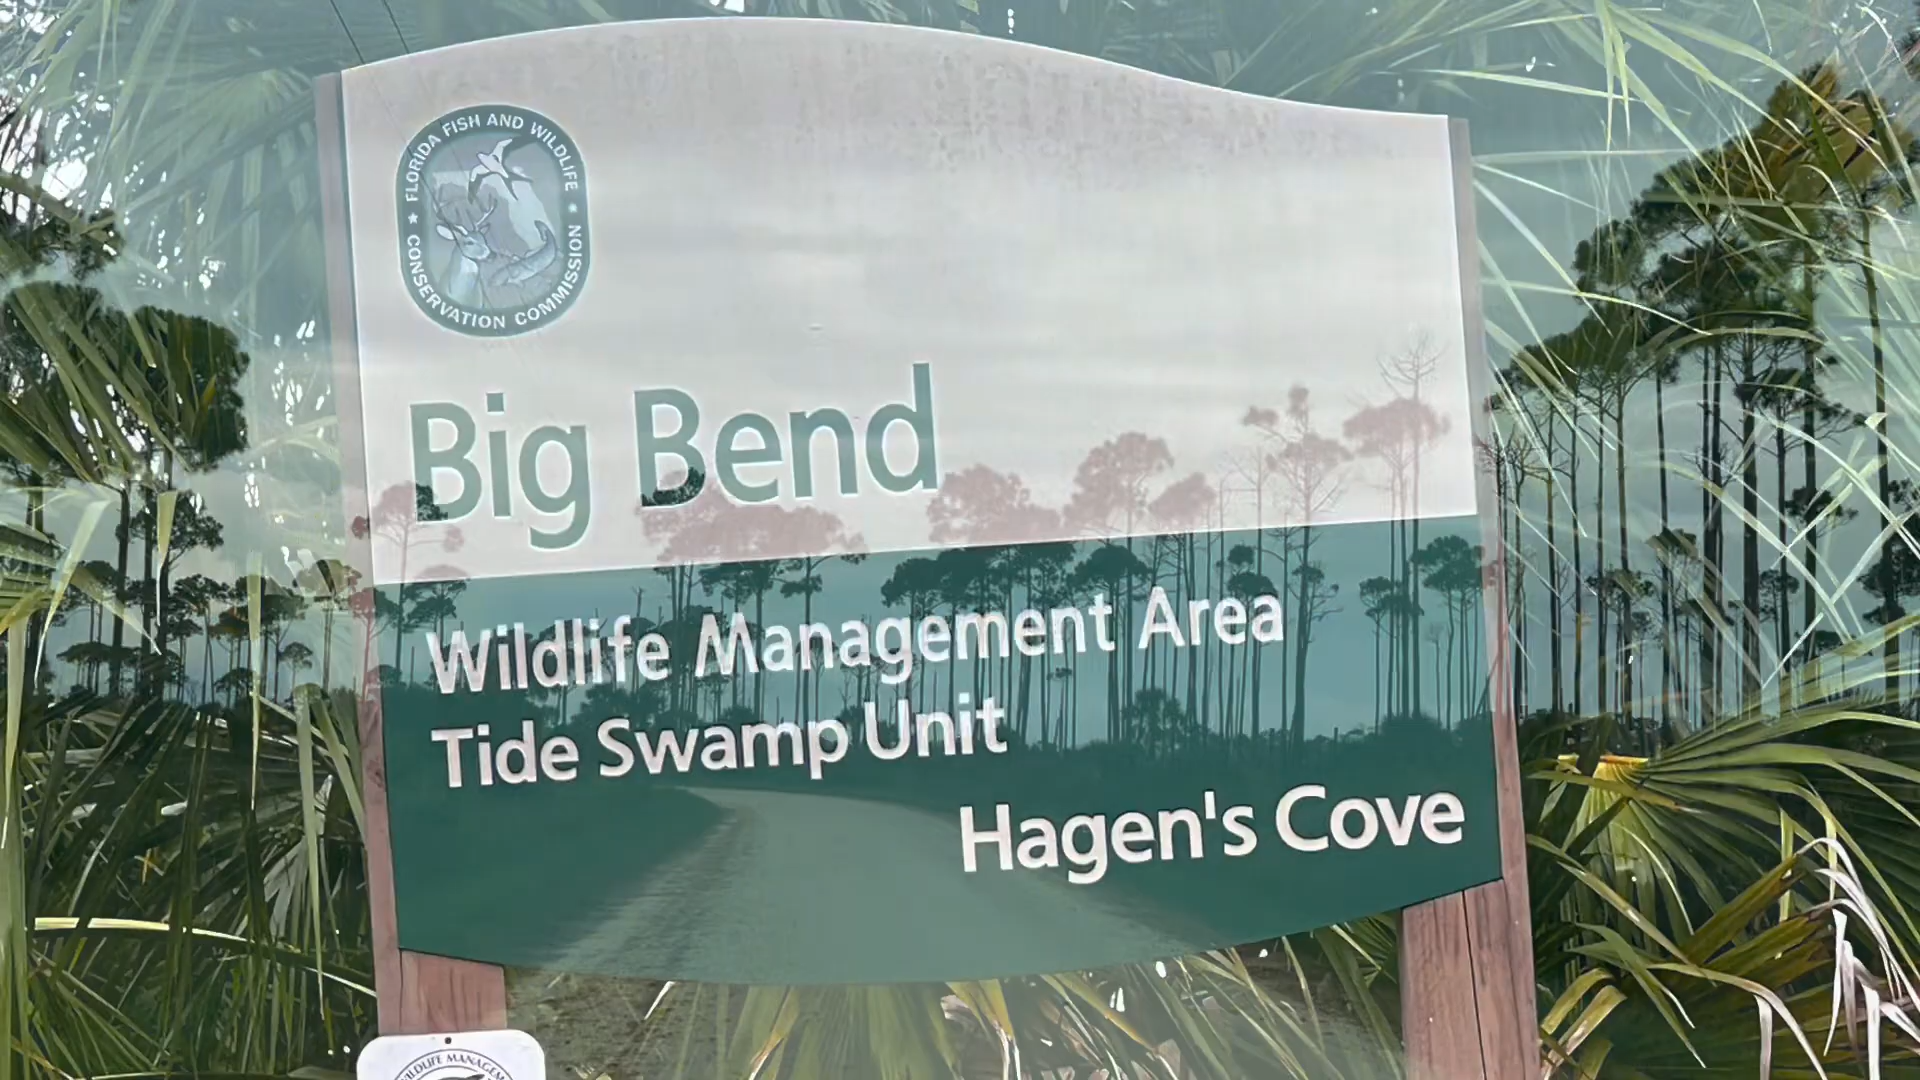 FLORIDA FISH AND WILDLIFE
CONSERVATION COMMISSION
Big Bend
Wildlife Management Area
Tide Swamp Unit
Hagen's Cove